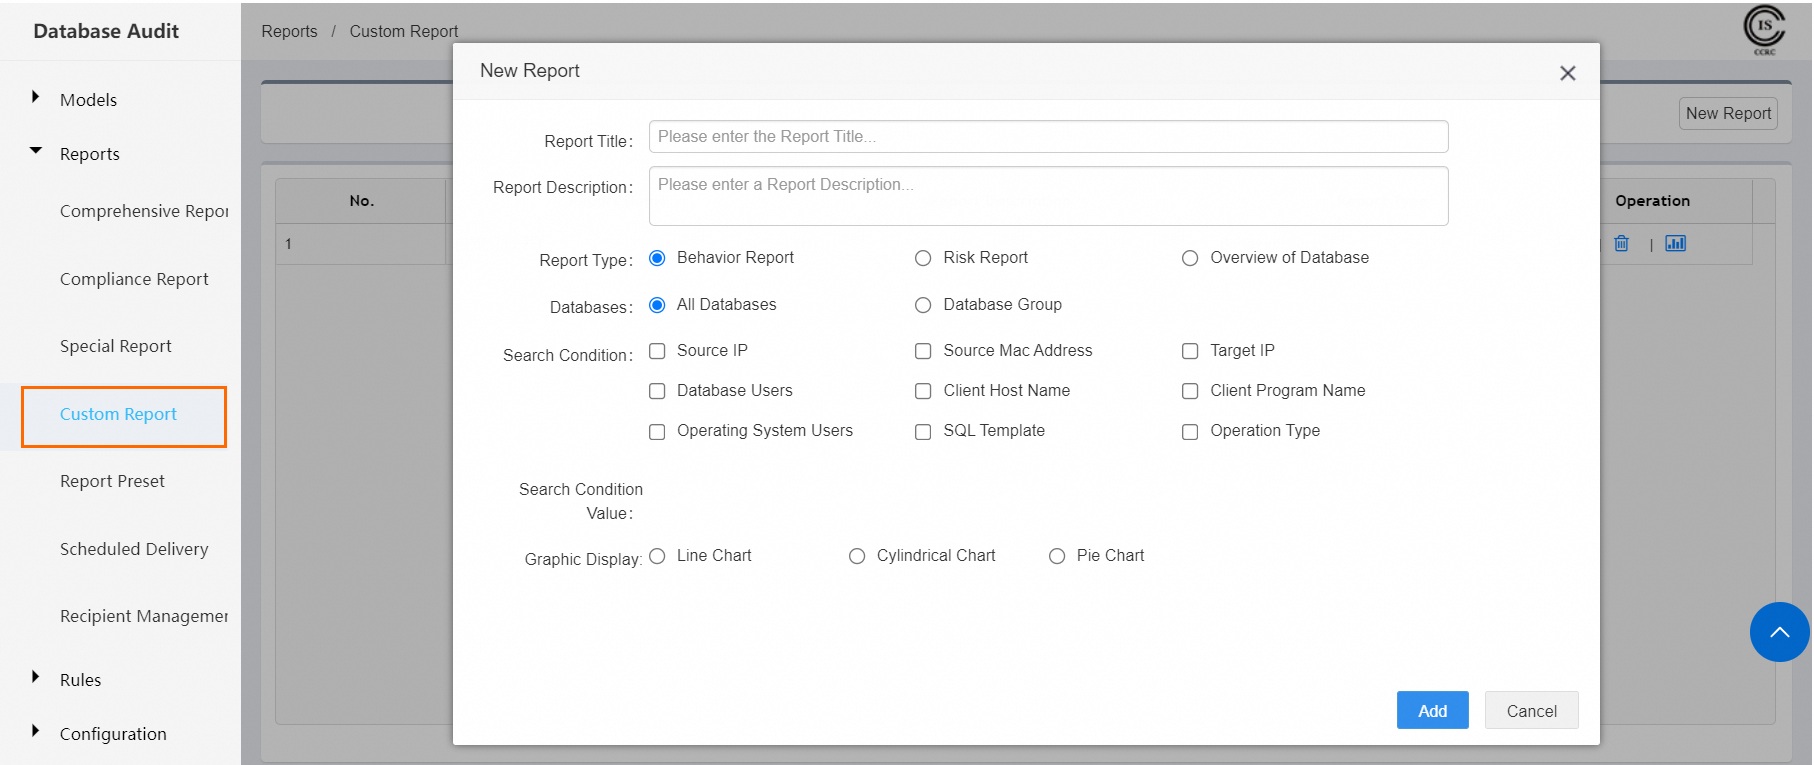 Database Audit
Reports / Custom Report
IS
CCRC
Models
Reports
Comprehensive Repor
Compliance Report
Special Report
Custom Report
Report Preset
Scheduled Delivery
Recipient Managemer
Rules
Configuration
New Report
No.
Operation
1
|
New Report
Report Title:
Please enter the Report Title...
Report Description:
Please enter a Report Description...
Report Type:
Behavior Report
Risk Report
Overview of Database
Databases:
All Databases
Database Group
Search Condition:
Source IP
Source Mac Address
Target IP
Database Users
Client Host Name
Client Program Name
Operating System Users
SQL Template
Operation Type
Search Condition
Value:
Graphic Display:
Line Chart
Cylindrical Chart
Pie Chart
Add
Cancel